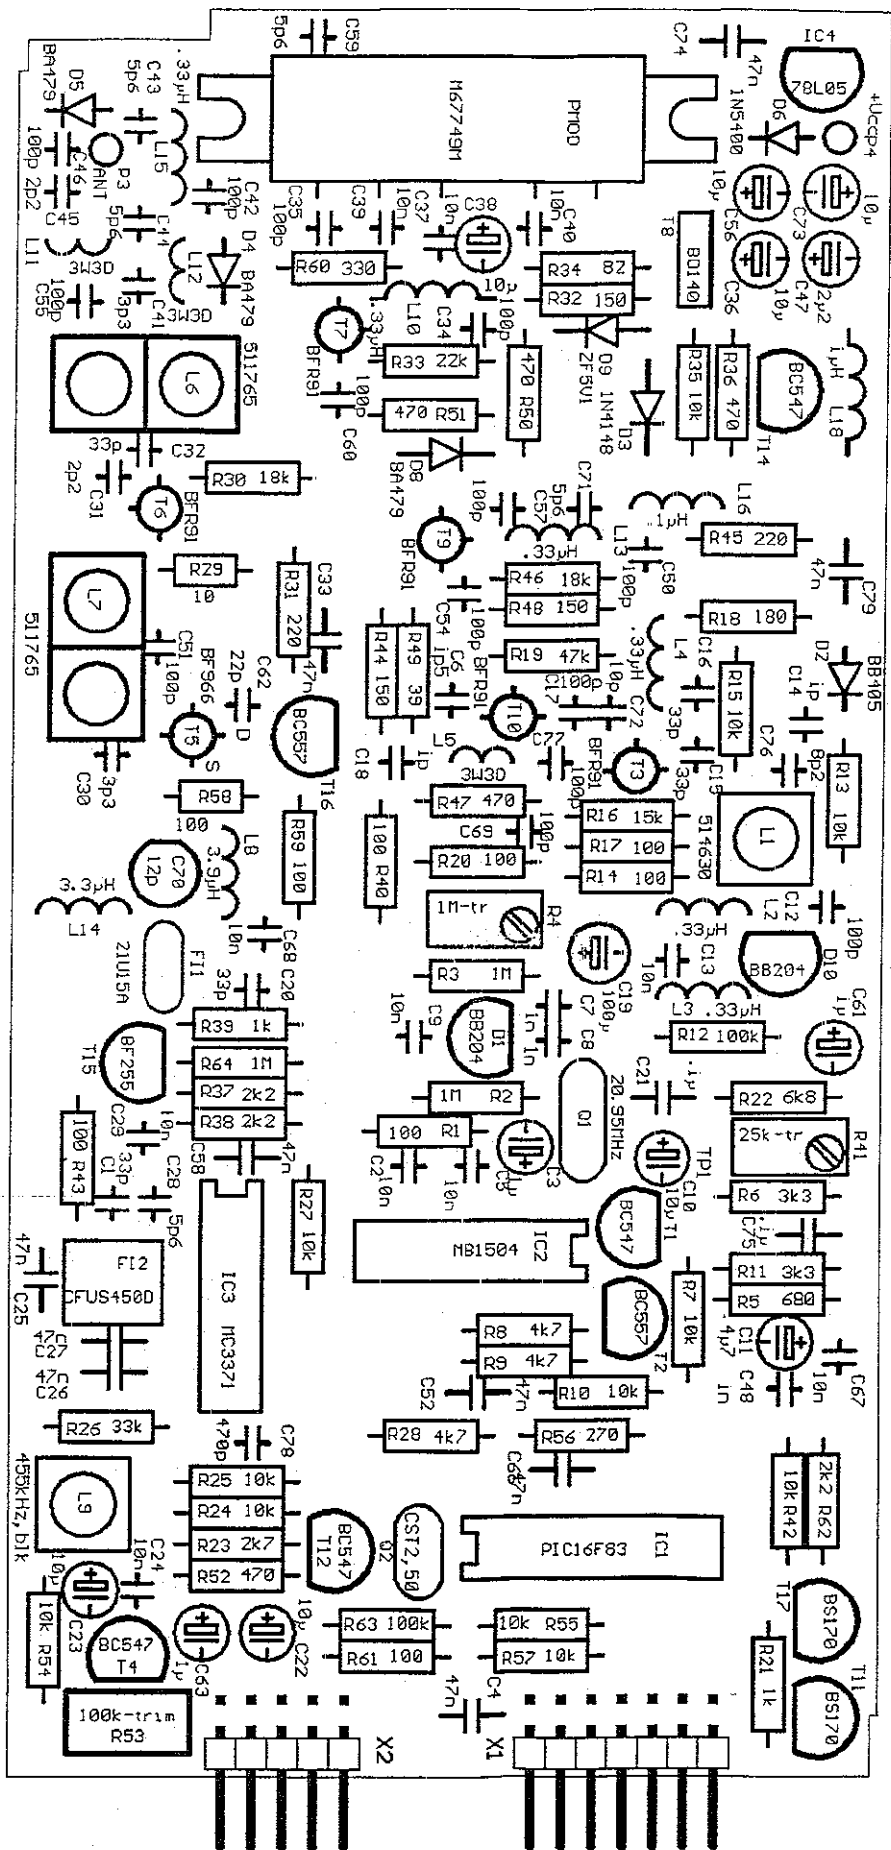 C59
5p6
C74
47n
IC4
78L05
.33µH
C43
5p6
D5
BA479
M67749M
PMOD
1N5400
D6
+Uccp4
100p
C46
P3
ANT
L15
2p2
C45
C42
100p
C35
100p
C39
10n
C37
10n
C38
10µ
10n
C40
T8
BD140
10µ
C56
C73
10µ
C36
10µ
C47
2µ2
5p6
C44
L11
3W3D
L12
3W3D
D4
BA479
C55
100p
3p3
C41
R60 330
R34 82
R32 150
L10
.33µH
C34
100p
T7
BFR91
R33 22k
470 R51
470 R50
D9
2F5V1
1N4148
D3
R35 10k
R36 470
BC547
T14
1µH
L18
511765
L6
33p
C32
2p2
C31
R30 18k
100p
C60
D8
BA479
T6
BFR91
100p
C57
5p6
C71
L16
.1µH
R45 220
47n
C79
T9
BFR91
.33µH
L13
100p
C50
R46 18k
R48 150
R29
10
R31 220
C33
47n
L7
511765
C51
100p
BF966
22p
C62
D
T5
S
R44 150
R49 39
C54
100p
C6
1p5
BFR91
T10
R19 47k
C17
100p
10p
C72
.33µH
L4
C16
33p
R18 180
R15 10k
D2
BB405
C14
1p
BC557
T16
C18
1p
L5
3W3D
C77
100p
BFR91
T3
33p
C15
C76
8p2
R13 10k
C30
3p3
R58
100
R59 100
R47 470
C69
100p
R20 100
R16 15k
R17 100
R14 100
514630
L1
C70
12p
L8
3.9µH
100 R40
3.3µH
L14
10n
C68
21U15A
FI1
33p
C20
1M-tr
R4
R3 1M
C19
100µ
L2
.33µH
C12
100p
10n
C13
BB204
D10
L3 .33µH
C61
1µ
R39 1k
R64 1M
R37 2k2
R38 2k2
10n
C9
D1
BB204
1n
C7
1n
C8
R12 100k
T15
BF255
1M R2
100 R1
Q1
20.95MHz
C21
.1µ
R22 6k8
25k-tr
R41
100 R43
C29
10n
C58
47n
C1
33p
C28
5p6
C2
10n
10n
C5
1µ
C3
TP1
C10
10µ
T1
BC547
R6 3k3
C75
.1µ
R11 3k3
R5 680
R27 10k
MB1504
IC2
47n
C25
FI2
CFUS450D
IC3
MC3371
BC557
T2
R7 10k
C11
4µ7
R8 4k7
R9 4k7
47n
C27
47n
C26
C52
47n
R10 10k
C48
1n
10n
C67
R26 33k
470p
C78
R28 4k7
R56 270
47n
455kHz,blk
L9
R25 10k
R24 10k
R23 2k7
R52 470
BC547
T12
CST2,50
Q2
PIC16F83
IC1
10k R42
2k2 R62
C24
10n
10µ
C23
10k R54
BC547
T4
1µ
C63
10µ
C22
R63 100k
R61 100
10k R55
R57 10k
T17
BS170
R21 1k
T11
BS170
100k-trim
R53
47n
C4
X2
X1